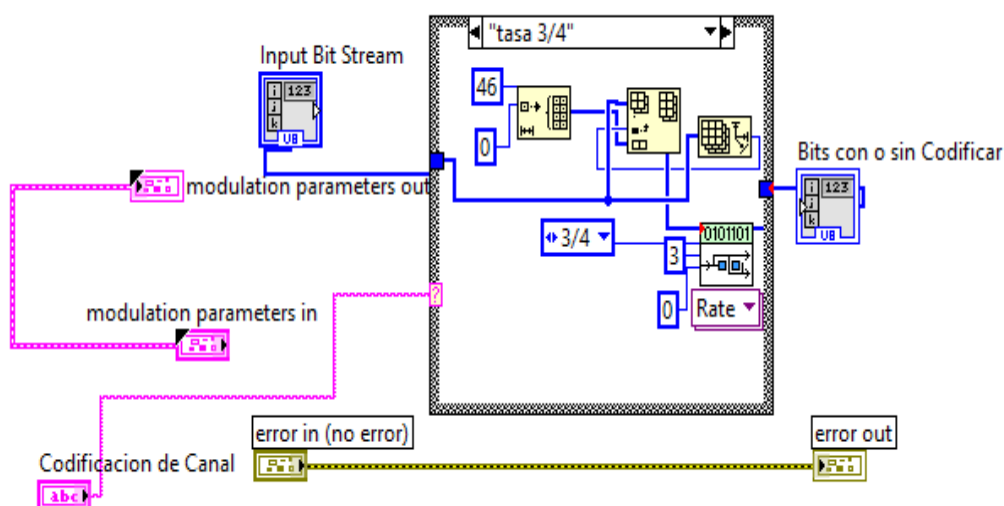 "tasa 3/4"
Input Bit Stream
i 123
j
k
U8
46
0
modulation parameters out
Bits con o sin Codificar
i 123
j
k
U8
3/4
0101101
3
0
Rate
?
modulation parameters in
error in (no error)
error out
Codificacion de Canal
abc